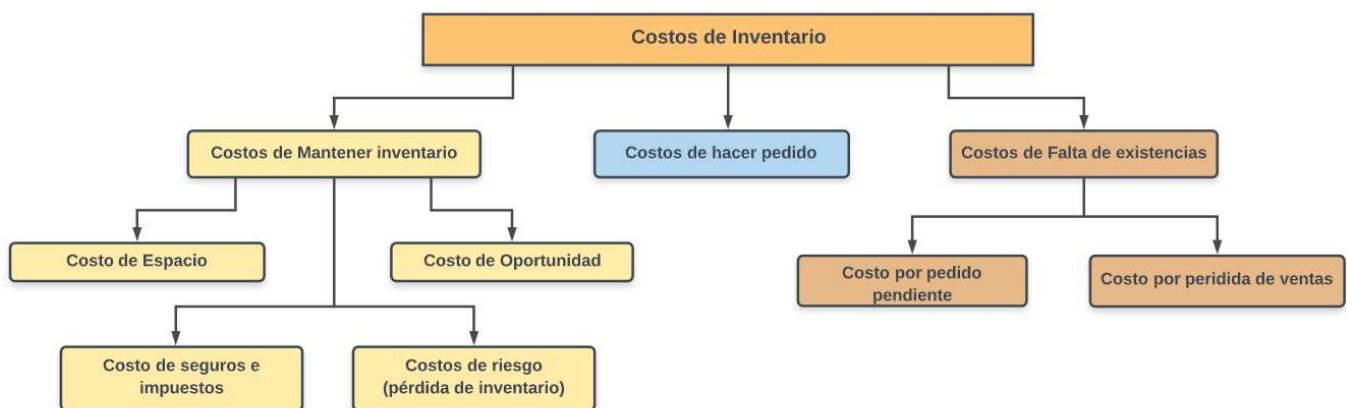 Costos de Inventario
Costos de Mantener inventario
Costos de hacer pedido
Costos de Falta de existencias
Costo de Espacio
Costo de Oportunidad
Costo por pedido
pendiente
Costo por peridida de ventas
Costo de seguros e
impuestos
Costos de riesgo
(pérdida de inventario)